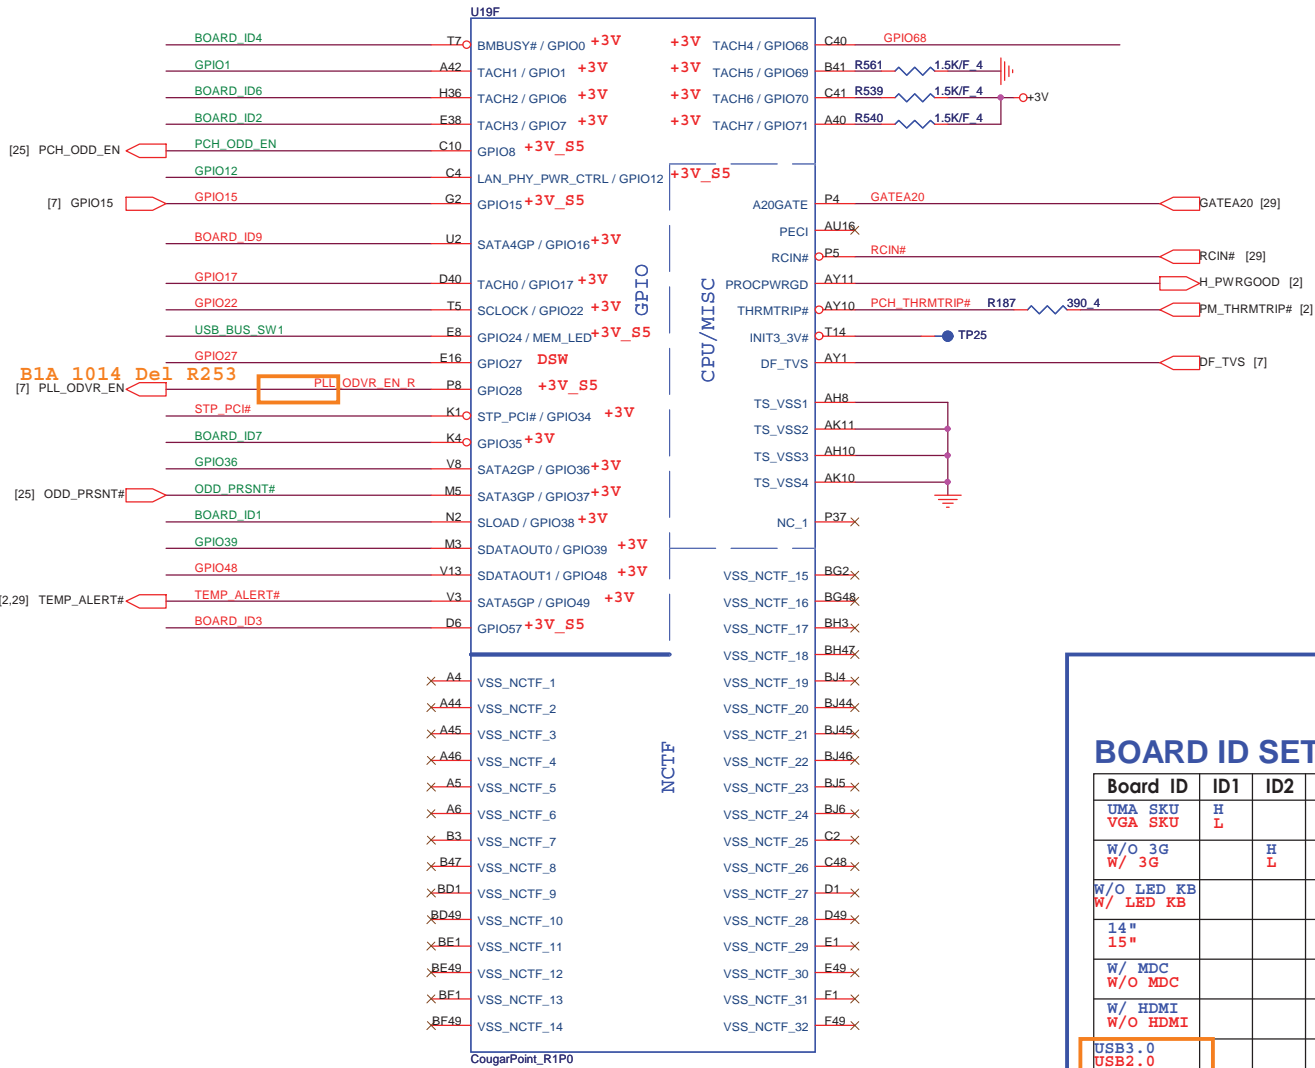 U19F
BOARD_ID4 T7 BMBUSY# / GPIO0 +3V +3V TACH4 / GPIO68 C40 GPIO68
GPIO1 A42 TACH1 / GPIO1 +3V +3V TACH5 / GPIO69 B41 R561 1.5K/F_4
BOARD_ID6 H36 TACH2 / GPIO6 +3V +3V TACH6 / GPIO70 C41 R539 1.5K/F_4 +3V
BOARD_ID2 E38 TACH3 / GPIO7 +3V +3V TACH7 / GPIO71 A40 R540 1.5K/F_4
[25] PCH_ODD_EN PCH_ODD_EN C10 GPIO8 +3V_S5
GPIO12 C4 LAN_PHY_PWR_CTRL / GPIO12 +3V_S5
[7] GPIO15 GPIO15 G2 GPIO15 +3V_S5 A20GATE P4 GATEA20 GATEA20 [29]
PECI AU16
BOARD_ID9 U2 SATA4GP / GPIO16 +3V
RCIN# P5 RCIN# RCIN# [29]
GPIO17 D40 TACH0 / GPIO17 +3V PROCPWRGD AY11 H_PWRGOOD [2]
GPIO22 T5 SCLOCK / GPIO22 +3V THRMTRIP# AY10 PCH_THRMTRIP# R187 390_4 PM_THRMTRIP# [2]
USB_BUS_SW1 E8 GPIO24 / MEM_LED +3V_S5 INIT3_3V# T14 TP25
GPIO27 E16 GPIO27 DSW DF_TVS AY1 DF_TVS [7]
GPIO
CPU/MISC
B1A 1014 Del R253
[7] PLL_ODVR_EN PLL_ODVR_EN_R P8 GPIO28 +3V_S5
STP_PCI# K1 STP_PCI# / GPIO34 +3V TS_VSS1 AH8
BOARD_ID7 K4 GPIO35 +3V TS_VSS2 AK11
GPIO36 V8 SATA2GP / GPIO36 +3V TS_VSS3 AH10
[25] ODD_PRSNT# ODD_PRSNT# M5 SATA3GP / GPIO37 +3V TS_VSS4 AK10
BOARD_ID1 N2 SLOAD / GPIO38 +3V NC_1 P37
GPIO39 M3 SDATAOUT0 / GPIO39 +3V
GPIO48 V13 SDATAOUT1 / GPIO48 +3V VSS_NCTF_15 BG2
[2,29] TEMP_ALERT# TEMP_ALERT# V3 SATA5GP / GPIO49 +3V VSS_NCTF_16 BG48
BOARD_ID3 D6 GPIO57 +3V_S5 VSS_NCTF_17 BH3
VSS_NCTF_18 BH47
A4 VSS_NCTF_1 VSS_NCTF_19 BJ4
A44 VSS_NCTF_2 VSS_NCTF_20 BJ44
A45 VSS_NCTF_3 VSS_NCTF_21 BJ45
A46 VSS_NCTF_4 VSS_NCTF_22 BJ46
A5 VSS_NCTF_5 VSS_NCTF_23 BJ5
A6 VSS_NCTF_6 VSS_NCTF_24 BJ6
B3 VSS_NCTF_7 VSS_NCTF_25 C2
B47 VSS_NCTF_8 VSS_NCTF_26 C48
BD1 VSS_NCTF_9 VSS_NCTF_27 D1
BD49 VSS_NCTF_10 VSS_NCTF_28 D49
BE1 VSS_NCTF_11 VSS_NCTF_29 E1
BE49 VSS_NCTF_12 VSS_NCTF_30 E49
BF1 VSS_NCTF_13 VSS_NCTF_31 F1
BF49 VSS_NCTF_14 VSS_NCTF_32 F49
NCTF
CougarPoint_R1P0
BOARD ID SET
Board ID ID1 ID2
UMA SKU H
VGA SKU L
W/O 3G H
W/ 3G L
W/O LED KB
W/ LED KB
14"
15"
W/ MDC
W/O MDC
W/ HDMI
W/O HDMI
USB3.0
USB2.0